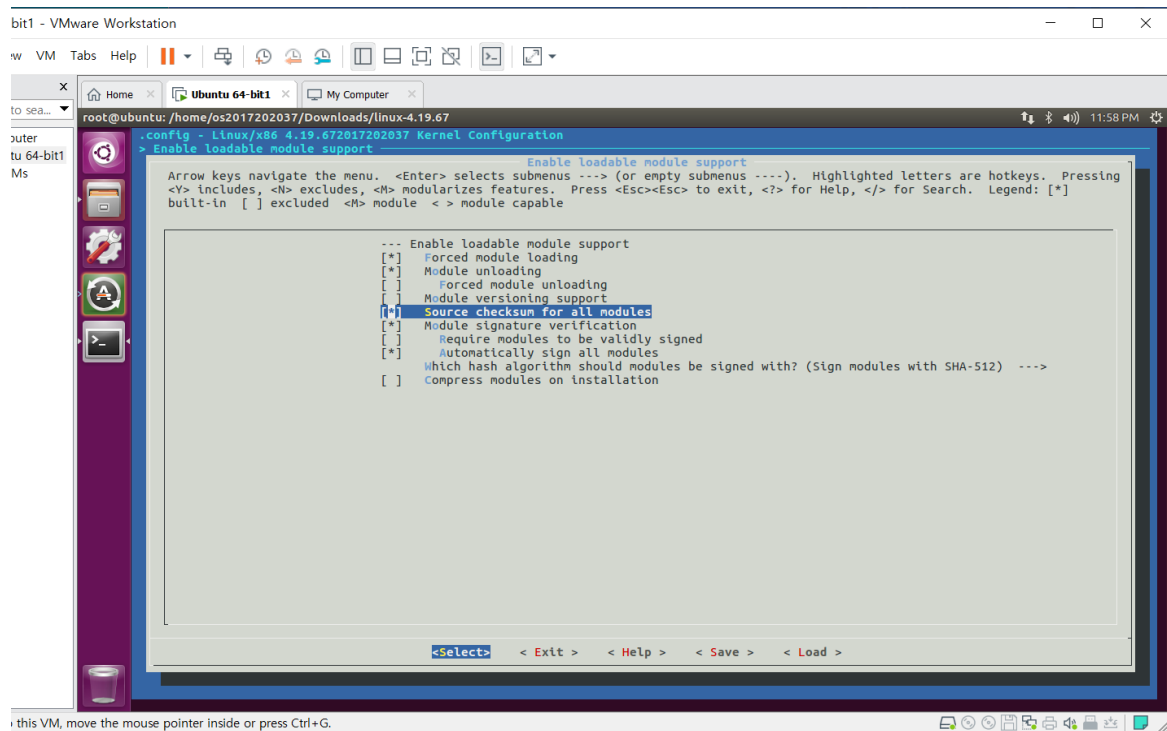 bit1 - VMware Workstation
ew VM Tabs Help
to sea...
Home Ubuntu 64-bit1 My Computer
puter
tu 64-bit1
Ms
root@ubuntu: /home/os2017202037/Downloads/linux-4.19.67 11:58 PM
.config - Linux/x86 4.19.672017202037 Kernel Configuration
> Enable loadable module support
Enable loadable module support
Arrow keys navigate the menu. <Enter> selects submenus ---> (or empty submenus ----). Highlighted letters are hotkeys. Pressing
<Y> includes, <N> excludes, <M> modularizes features. Press <Esc><Esc> to exit, <?> for Help, </> for Search. Legend: [*]
built-in [ ] excluded <M> module < > module capable
--- Enable loadable module support
[*] Forced module loading
[*] Module unloading
[ ] Forced module unloading
[ ] Module versioning support
[*] Source checksum for all modules
[*] Module signature verification
[ ] Require modules to be validly signed
[*] Automatically sign all modules
Which hash algorithm should modules be signed with? (Sign modules with SHA-512) --->
[ ] Compress modules on installation
<Select> < Exit > < Help > < Save > < Load >
this VM, move the mouse pointer inside or press Ctrl+G.